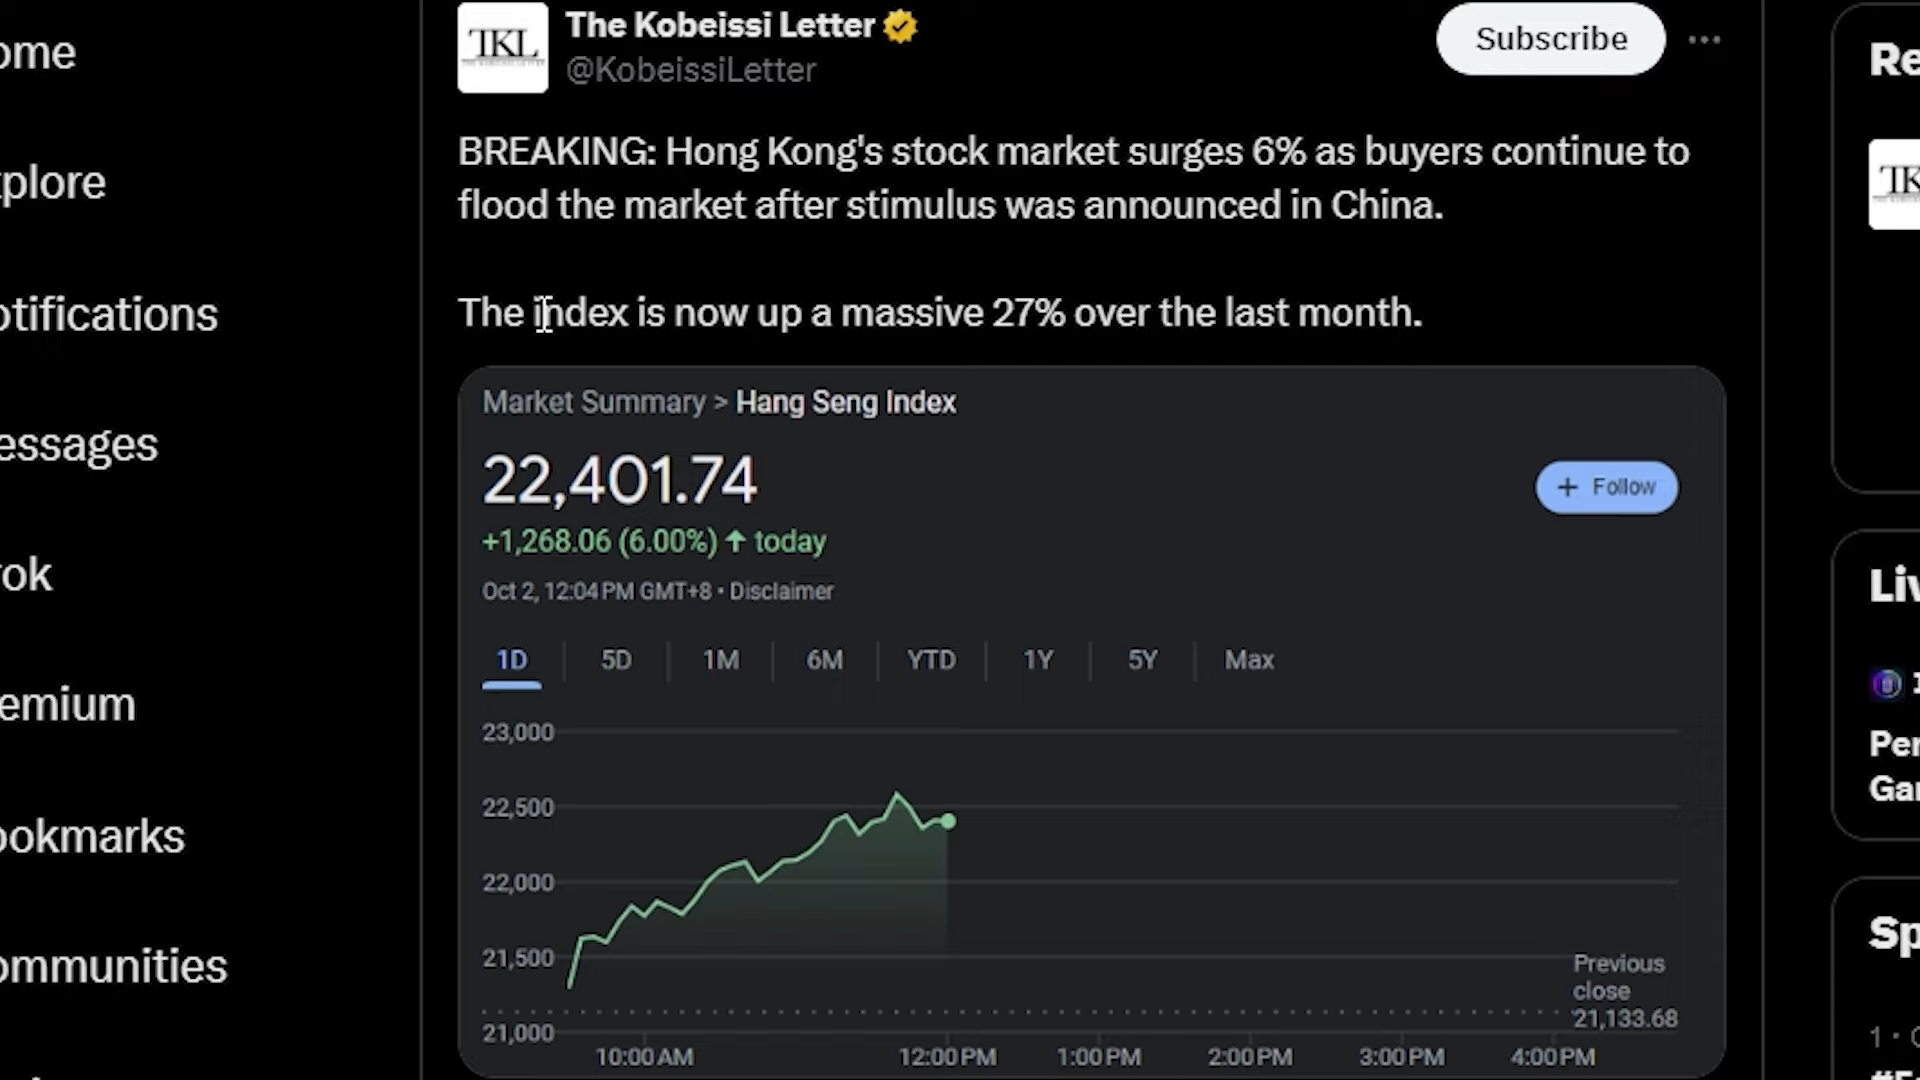 ome
plore
otifications
essages
rok
emium
ookmarks
ommunities
TKL
The Kobeissi Letter
@KobeissiLetter
Subscribe
BREAKING: Hong Kong's stock market surges 6% as buyers continue to
flood the market after stimulus was announced in China.
The index is now up a massive 27% over the last month.
Market Summary > Hang Seng Index
22,401.74
+ Follow
+1,268.06 (6.00%) ↑ today
Oct 2, 12:04 PM GMT+8 • Disclaimer
1D 5D 1M 6M YTD 1Y 5Y Max
23,000
22,500
22,000
21,500
21,000
Previous
close
21,133.68
10:00 AM 12:00 PM 1:00 PM 2:00 PM 3:00 PM 4:00 PM
Re
TK
Liv
Per
Gar
Sp